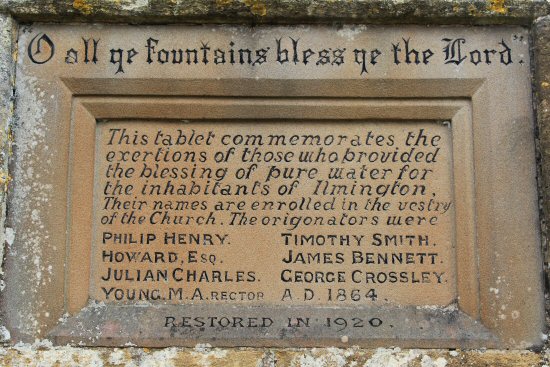 "O all ye fountains bless ye the Lord".
This tablet commemorates the
exertions of those who provided
the blessing of pure water for
the inhabitants of Ilmington.
Their names are enrolled in the vestry
of the Church. The origonators were
PHILIP HENRY. TIMOTHY SMITH.
HOWARD, ESQ. JAMES BENNETT.
JULIAN CHARLES. GEORGE CROSSLEY.
YOUNG. M.A. RECTOR A.D. 1864.
RESTORED IN 1920.